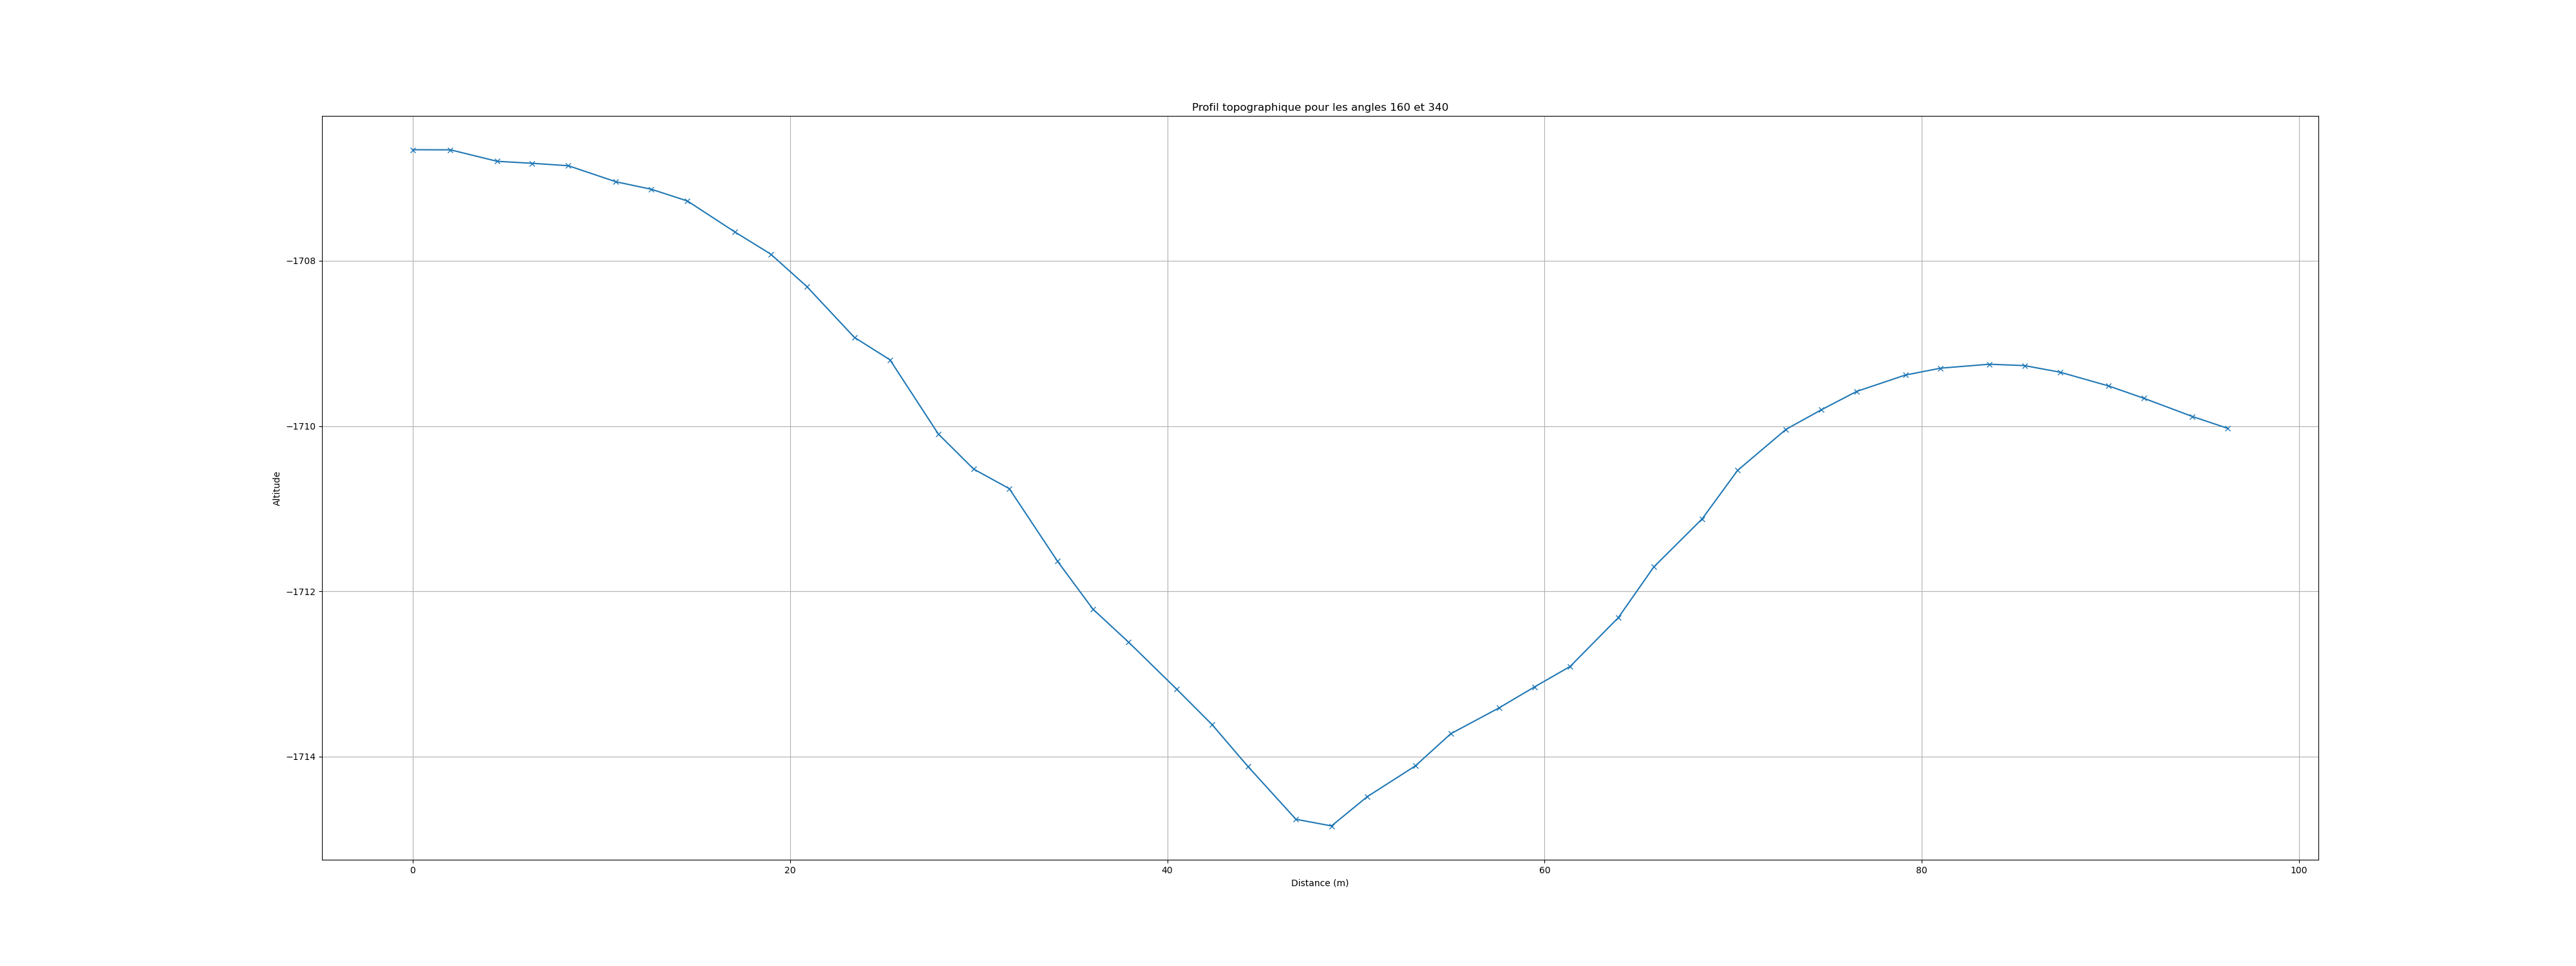 Profil topographique pour les angles 160 et 340
Altitude
−1708
−1710
−1712
−1714
0 20 40 60 80 100
Distance (m)